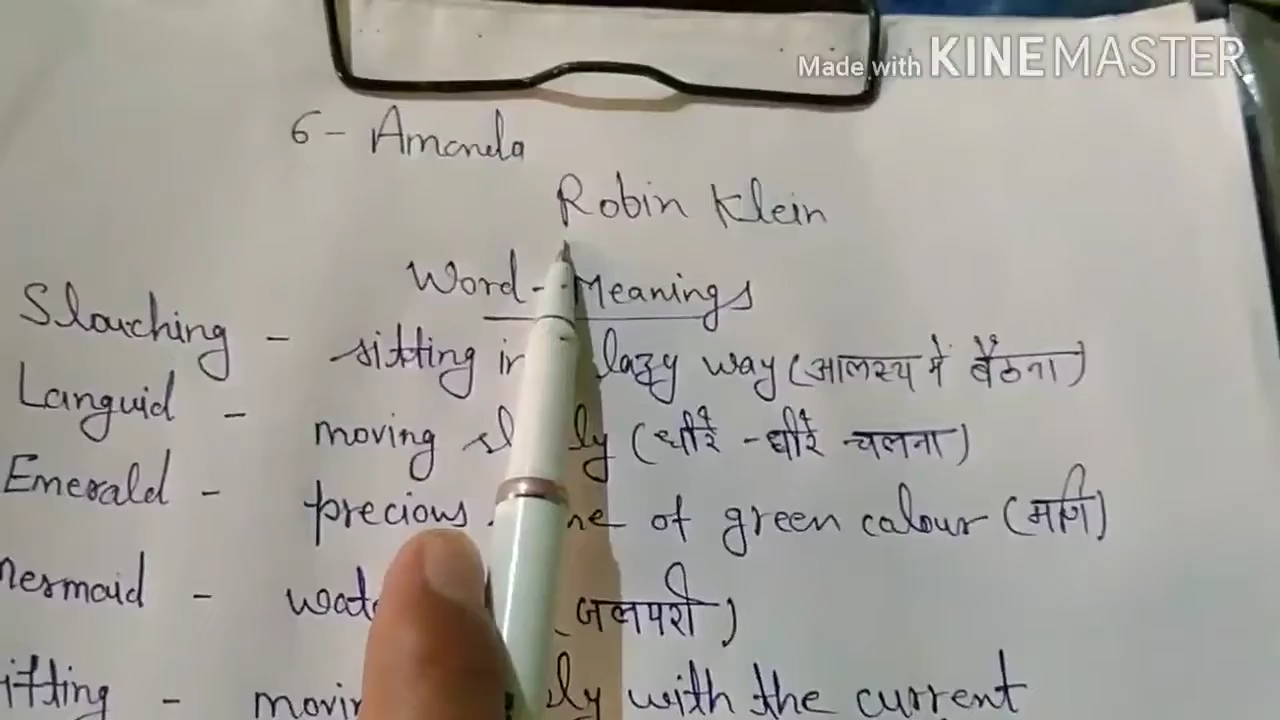 Made with KINEMASTER
6- Amanda
Robin Klein
Word-Meanings
Slouching - sitting in lazy way (आलस्य में बैठना)
Languid - moving (धीरे-धीरे चलना)
Emerald - precious of green colour (मणि)
mermaid - (जलपरी)
with the current